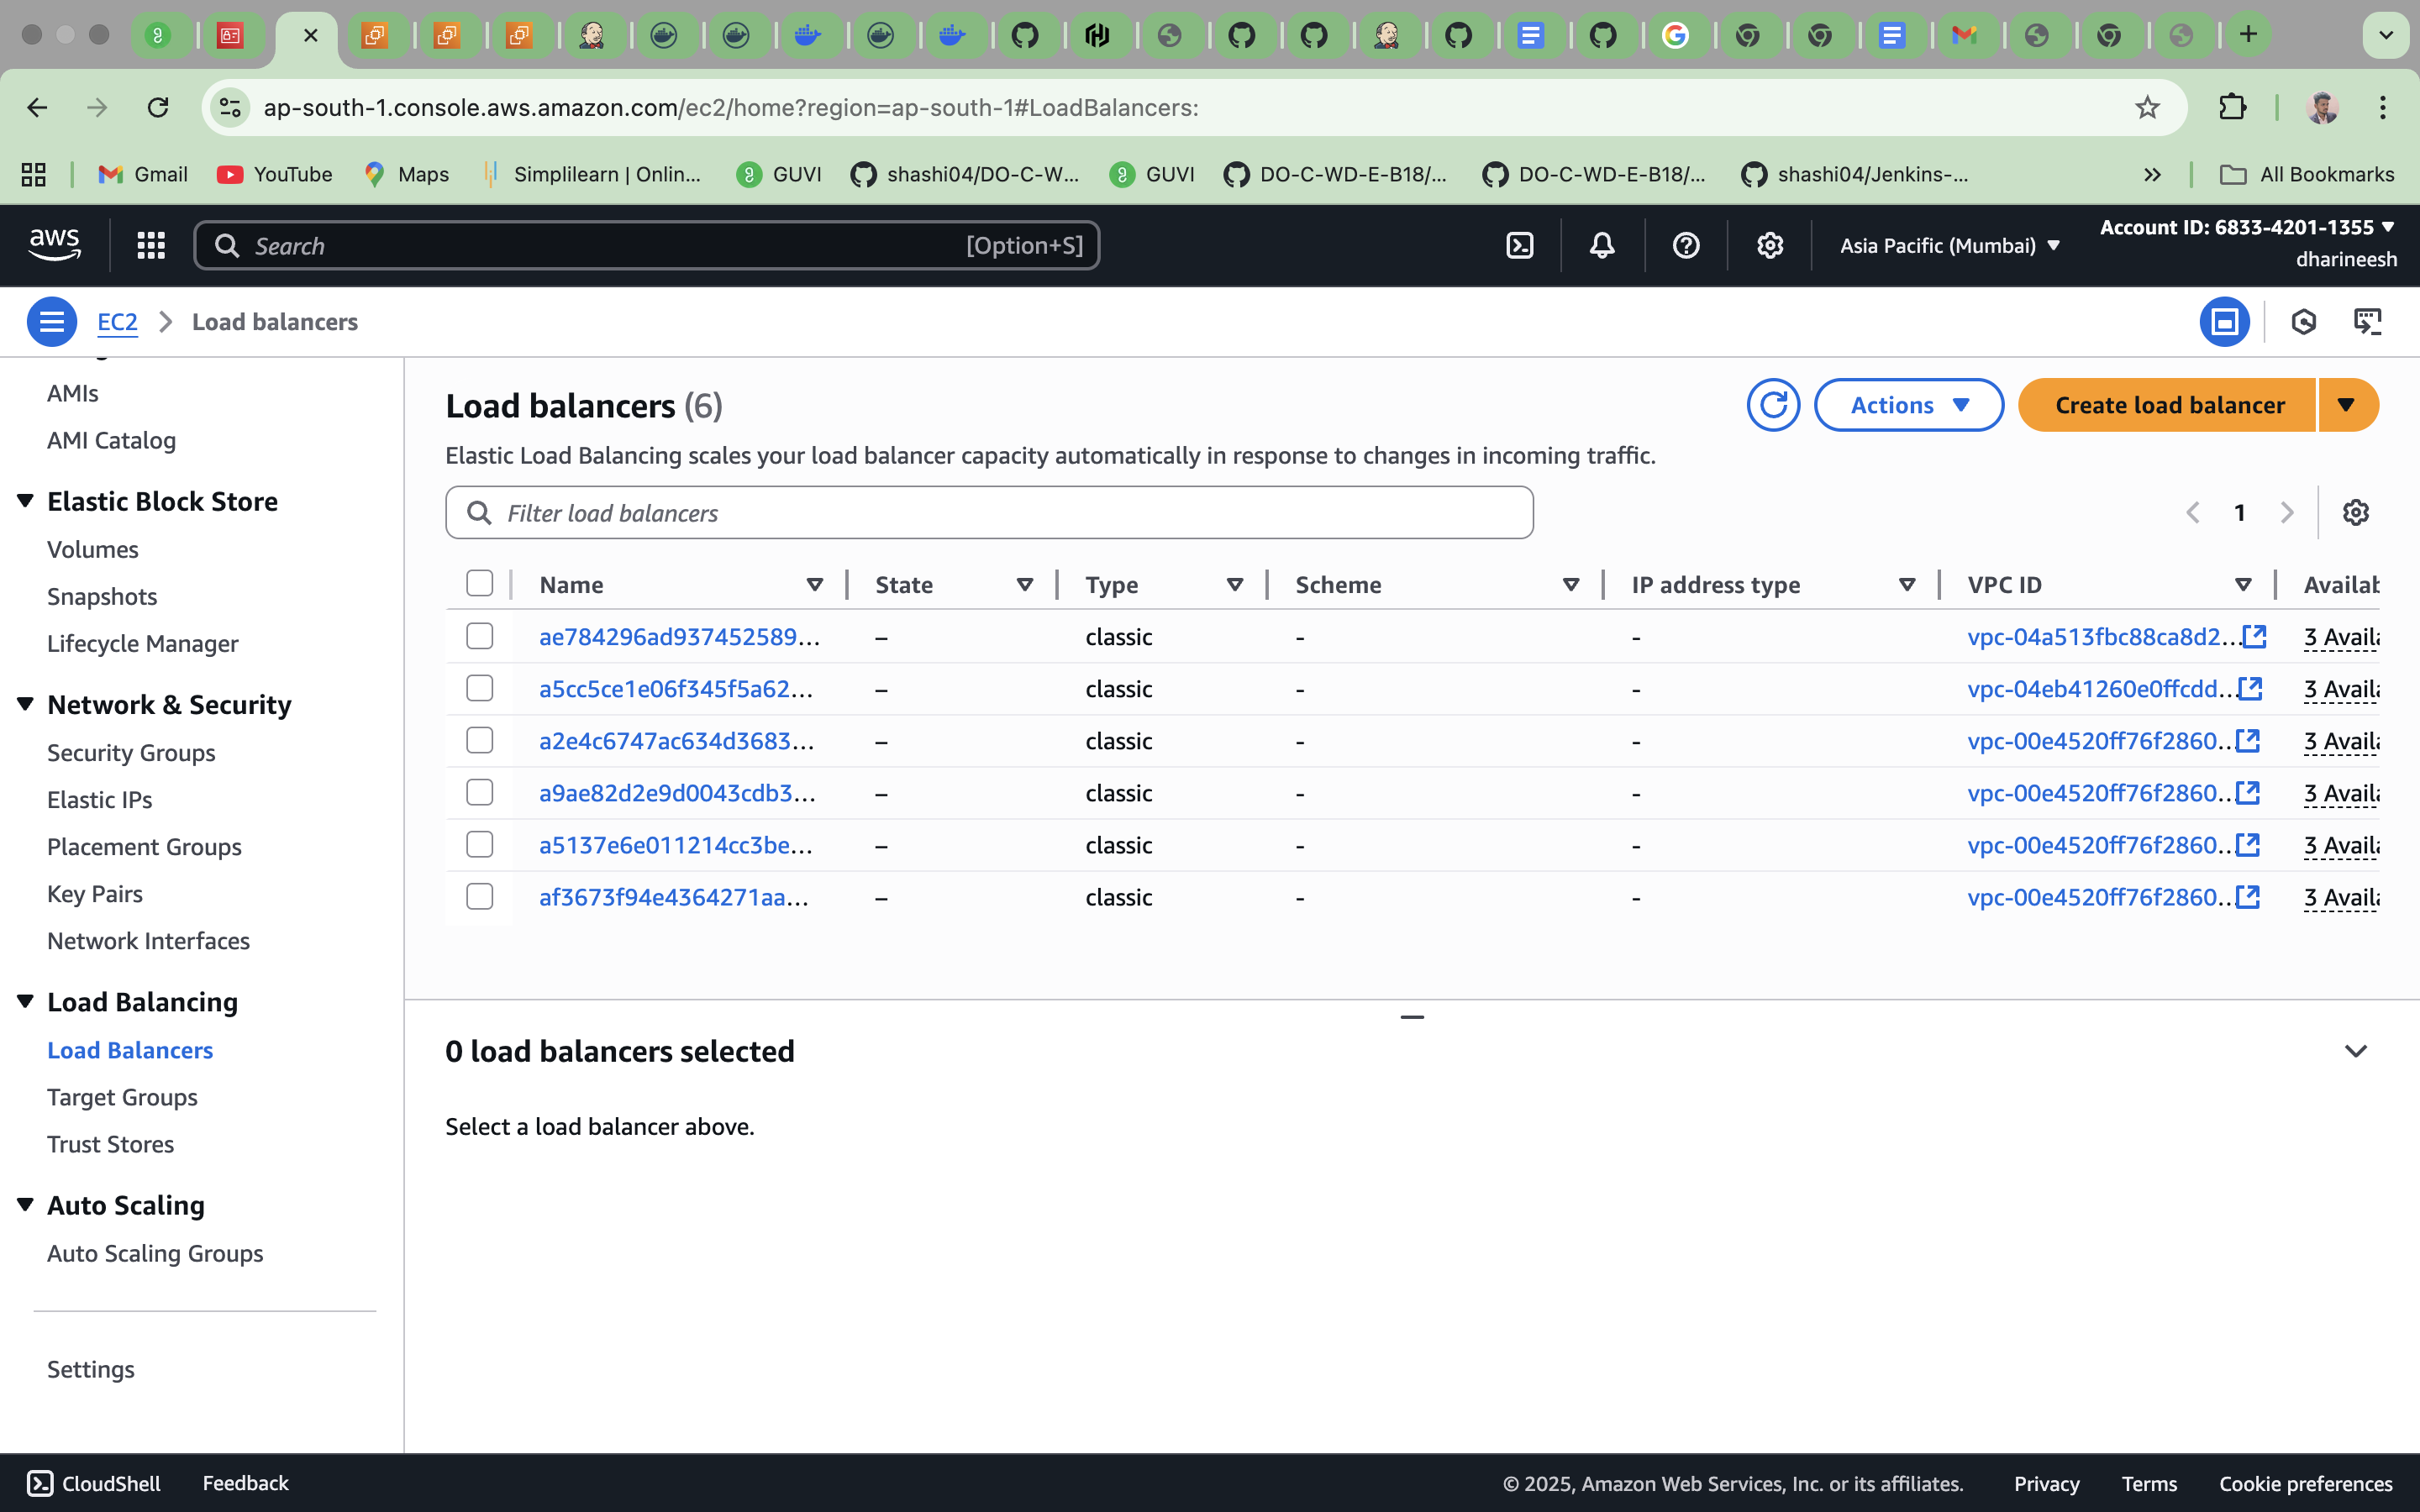 ap-south-1.console.aws.amazon.com/ec2/home?region=ap-south-1#LoadBalancers:
Gmail YouTube Maps Simplilearn | Onlin... GUVI shashi04/DO-C-W... GUVI DO-C-WD-E-B18/... DO-C-WD-E-B18/... shashi04/Jenkins-... » All Bookmarks
aws Search [Option+S] Asia Pacific (Mumbai) Account ID: 6833-4201-1355
dharineesh
EC2 Load balancers
AMIs
AMI Catalog
Elastic Block Store
Volumes
Snapshots
Lifecycle Manager
Network & Security
Security Groups
Elastic IPs
Placement Groups
Key Pairs
Network Interfaces
Load Balancing
Load Balancers
Target Groups
Trust Stores
Auto Scaling
Auto Scaling Groups
Settings
Load balancers (6)
Actions Create load balancer
Elastic Load Balancing scales your load balancer capacity automatically in response to changes in incoming traffic.
Filter load balancers 1
Name State Type Scheme IP address type VPC ID Availab
ae784296ad937452589... – classic - - vpc-04a513fbc88ca8d2... 3 Availa
a5cc5ce1e06f345f5a62... – classic - - vpc-04eb41260e0ffcdd... 3 Availa
a2e4c6747ac634d3683... – classic - - vpc-00e4520ff76f2860... 3 Availa
a9ae82d2e9d0043cdb3... – classic - - vpc-00e4520ff76f2860... 3 Availa
a5137e6e011214cc3be... – classic - - vpc-00e4520ff76f2860... 3 Availa
af3673f94e4364271aa... – classic - - vpc-00e4520ff76f2860... 3 Availa
0 load balancers selected
Select a load balancer above.
CloudShell Feedback © 2025, Amazon Web Services, Inc. or its affiliates. Privacy Terms Cookie preferences